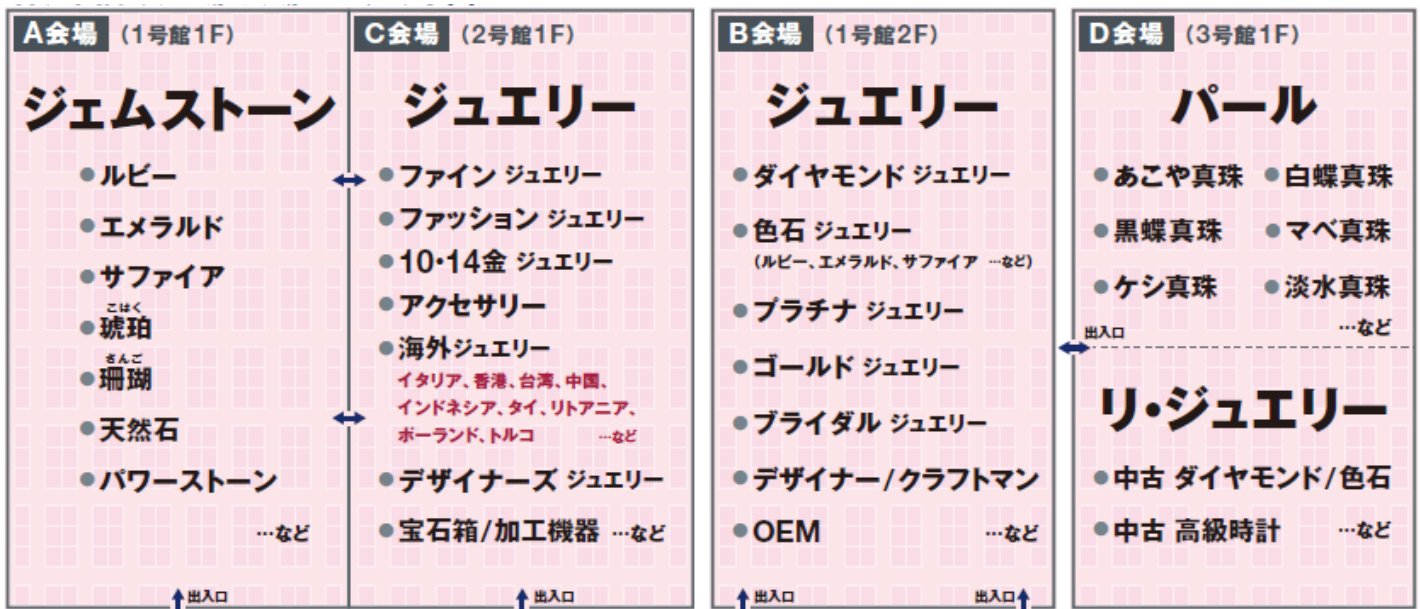 A会場 (1号館1F)
ジェムストーン
●ルビー
●エメラルド
●サファイア
こはく
●琥珀
さんご
●珊瑚
●天然石
●パワーストーン
…など
出入口
C会場 (2号館1F)
ジュエリー
●ファイン ジュエリー
●ファッション ジュエリー
●10・14金 ジュエリー
●アクセサリー
●海外ジュエリー
イタリア、香港、台湾、中国、
インドネシア、タイ、リトアニア、
ポーランド、トルコ …など
●デザイナーズ ジュエリー
●宝石箱/加工機器 …など
出入口
B会場 (1号館2F)
ジュエリー
●ダイヤモンド ジュエリー
●色石 ジュエリー
(ルビー、エメラルド、サファイア …など)
●プラチナ ジュエリー
●ゴールド ジュエリー
●ブライダル ジュエリー
●デザイナー/クラフトマン
●OEM …など
出入口 出入口
D会場 (3号館1F)
パール
●あこや真珠 ●白蝶真珠
●黒蝶真珠 ●マベ真珠
●ケシ真珠 ●淡水真珠
…など
出入口
リ・ジュエリー
●中古 ダイヤモンド/色石
●中古 高級時計 …など